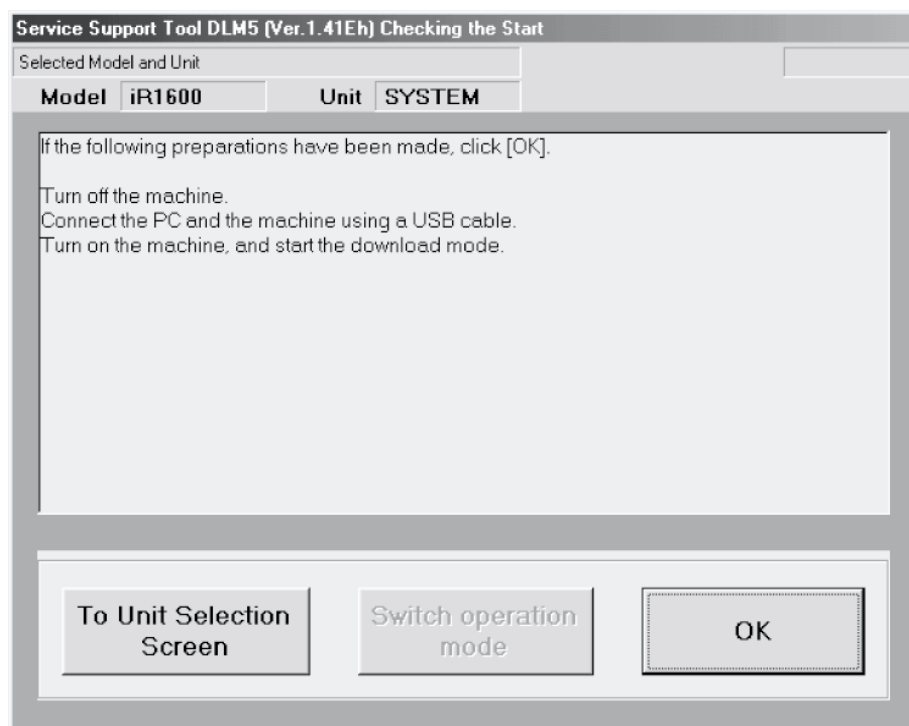 Service Support Tool DLM5 (Ver.1.41Eh) Checking the Start
Selected Model and Unit
Model iR1600 Unit SYSTEM
If the following preparations have been made, click [OK].
Turn off the machine.
Connect the PC and the machine using a USB cable.
Turn on the machine, and start the download mode.
To Unit Selection
Screen
Switch operation
mode
OK